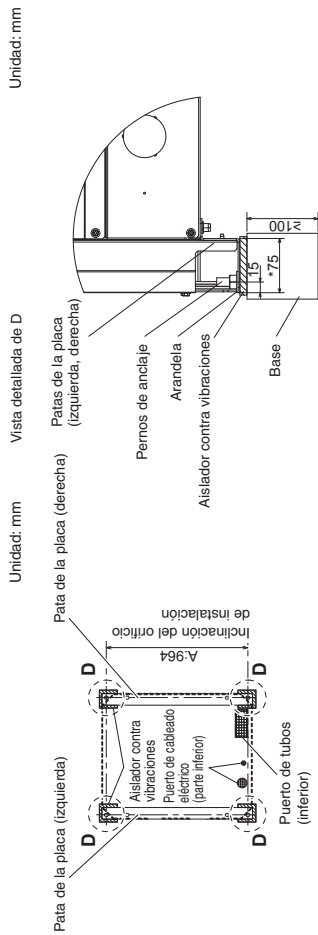 Unidad: mm
Pata de la placa (izquierda)
Pata de la placa (derecha)
D
D
D
D
Aislador contra
vibraciones
Puerto de cableado
eléctrico
(parte inferior)
Puerto de tubos
(inferior)
A:964
Inclinación del orificio
de instalación
Vista detallada de D
Unidad: mm
Patas de la placa
(izquierda, derecha)
Pernos de anclaje
Arandela
Aislador contra vibraciones
Base
15
*75
≥100